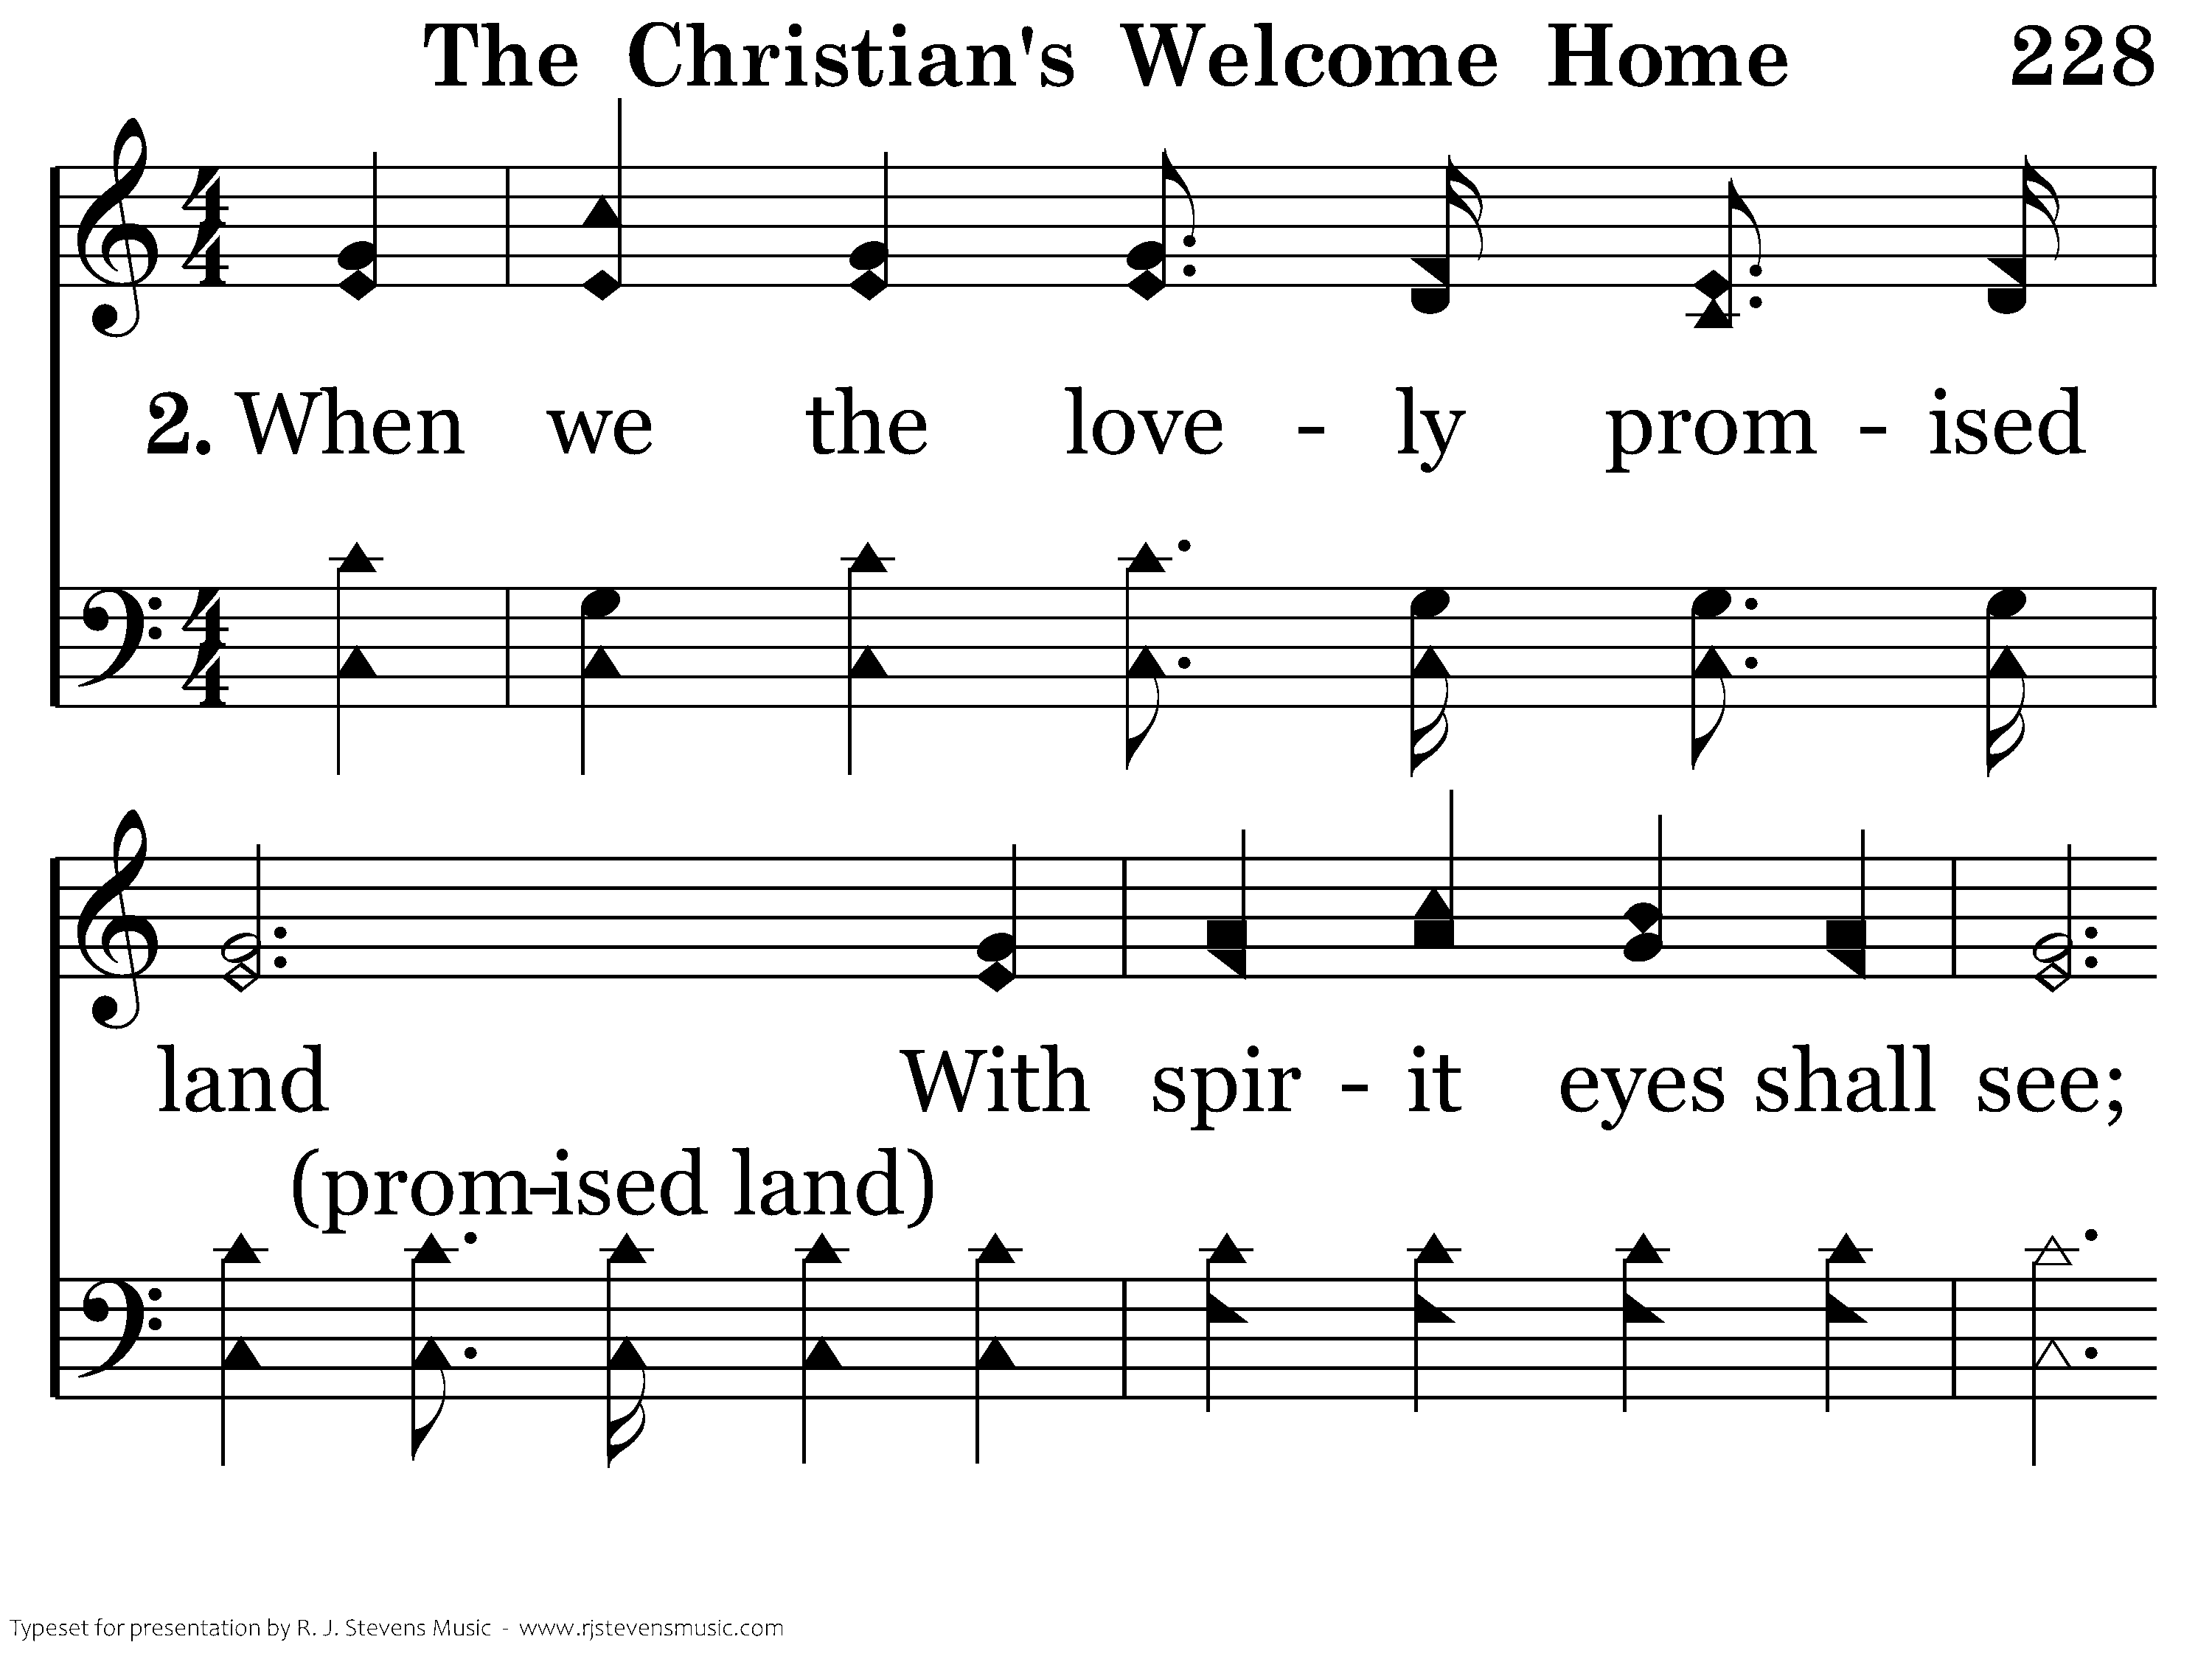 The Christian's Welcome Home 228
2. When we the love - ly prom - ised
land With spir - it eyes shall see;
(prom-ised land)
Typeset for presentation by R. J. Stevens Music - www.rjstevensmusic.com